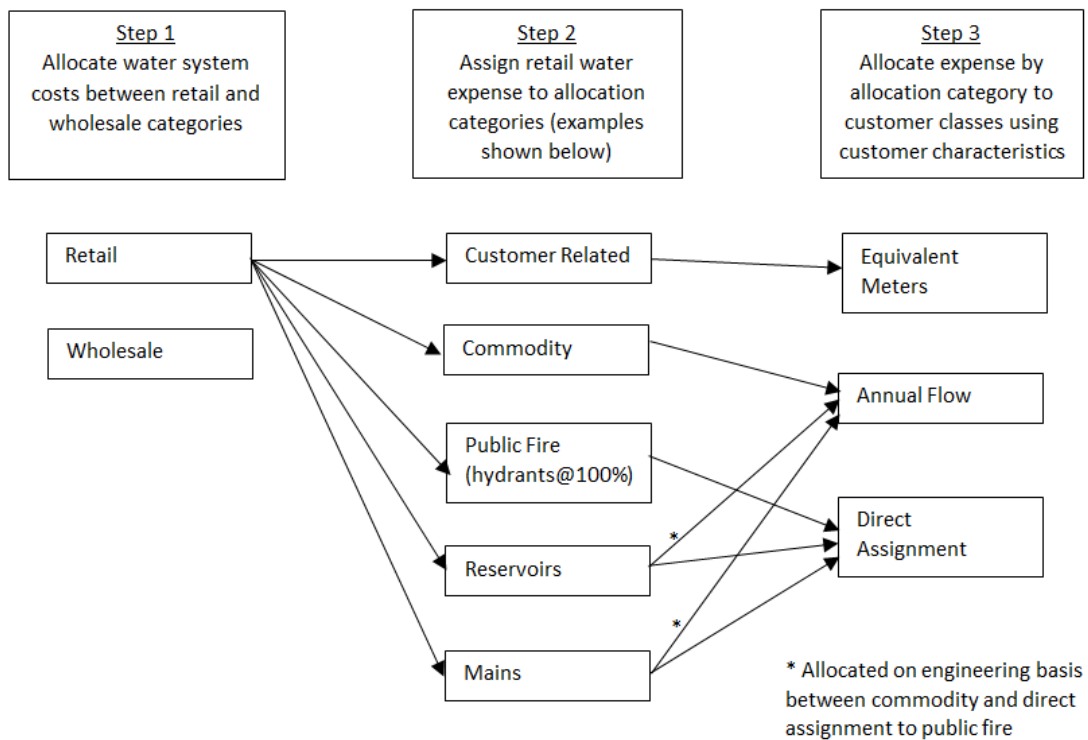 Step 1
Allocate water system
costs between retail and
wholesale categories
Step 2
Assign retail water
expense to allocation
categories (examples
shown below)
Step 3
Allocate expense by
allocation category to
customer classes using
customer characteristics
Retail
Wholesale
Customer Related
Commodity
Public Fire
(hydrants@100%)
Reservoirs
Mains
*
*
Equivalent
Meters
Annual Flow
Direct
Assignment
* Allocated on engineering basis
between commodity and direct
assignment to public fire